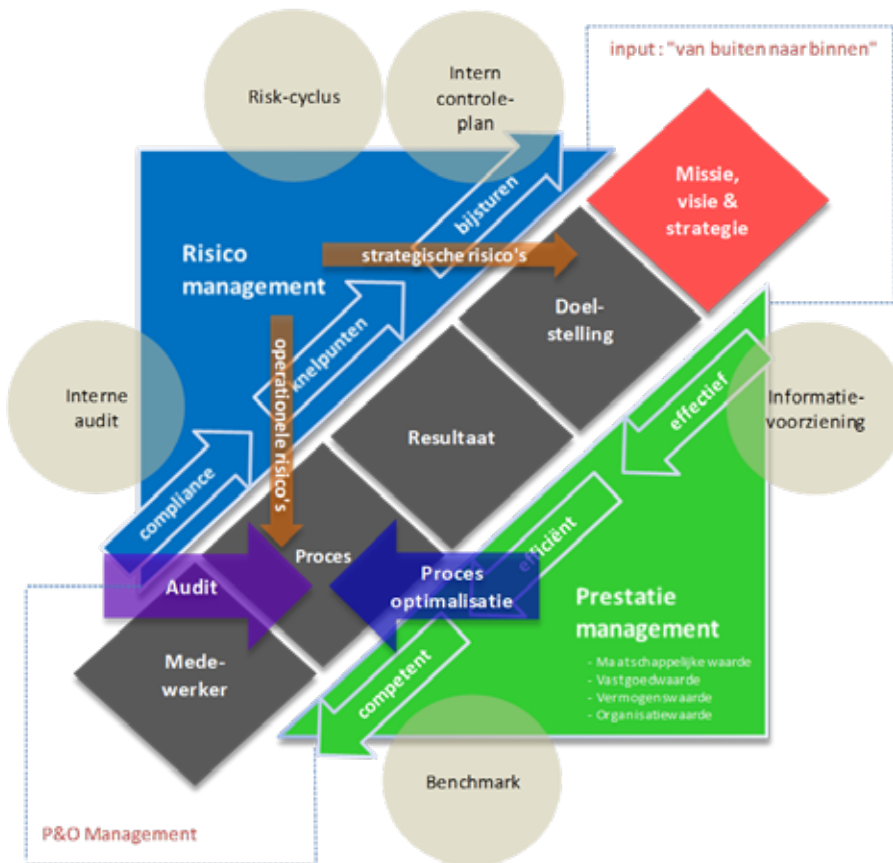 input : "van buiten naar binnen"
Risk-cyclus
Intern
controle-
plan
Missie,
visie &
strategie
bijsturen
Risico
management
strategische risico's
Doel-
stelling
knelpunten
operationele risico's
Interne
audit
effectief
Informatie-
voorziening
Resultaat
compliance
efficiënt
Proces
Audit
Proces
optimalisatie
Prestatie
management
- Maatschappelijke waarde
- Vastgoedwaarde
- Vermogenswaarde
- Organisatiewaarde
Mede-
werker
competent
Benchmark
P&O Management